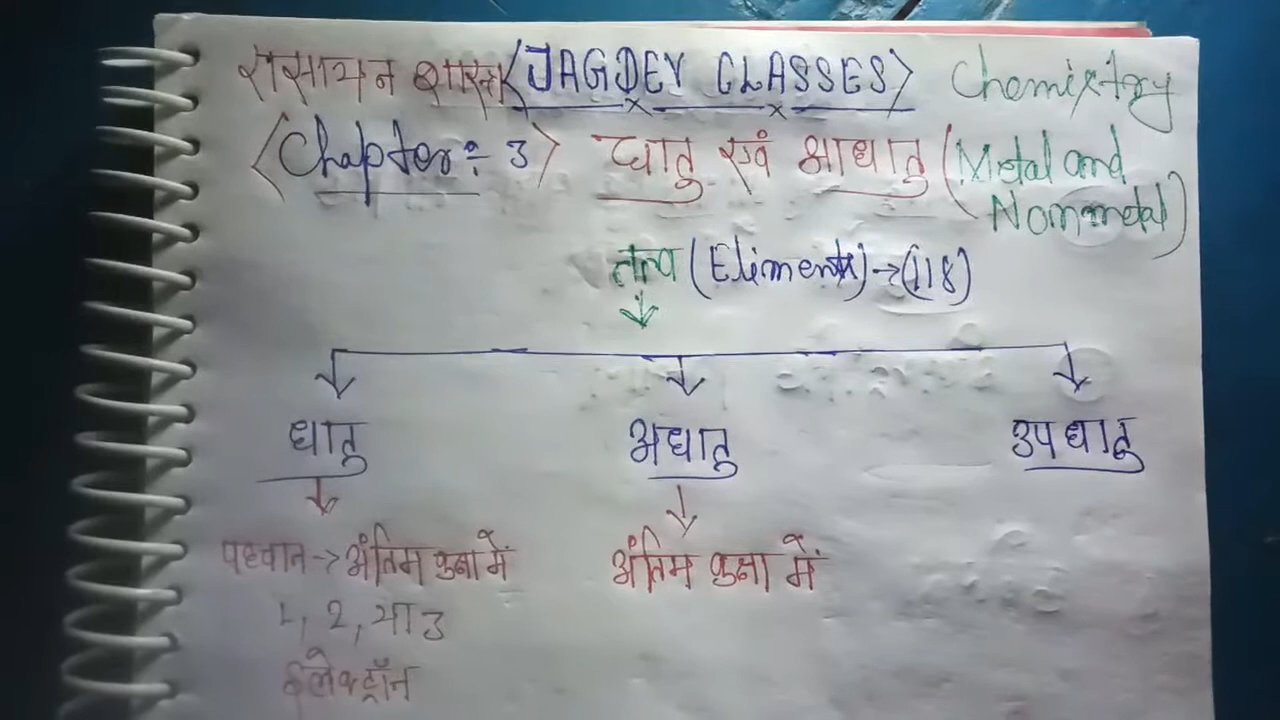 रसायन शास्त्र <JAGDEV CLASSES> Chemistry
<Chapter÷3> धातु एवं अधातु (Metal and Nonmetal)
तत्व (Eliments) → (118)
धातु अधातु उपधातु
पहचान → अंतिम कक्षा में अंतिम कक्षा में
1, 2, या 3
इलेक्ट्रॉन